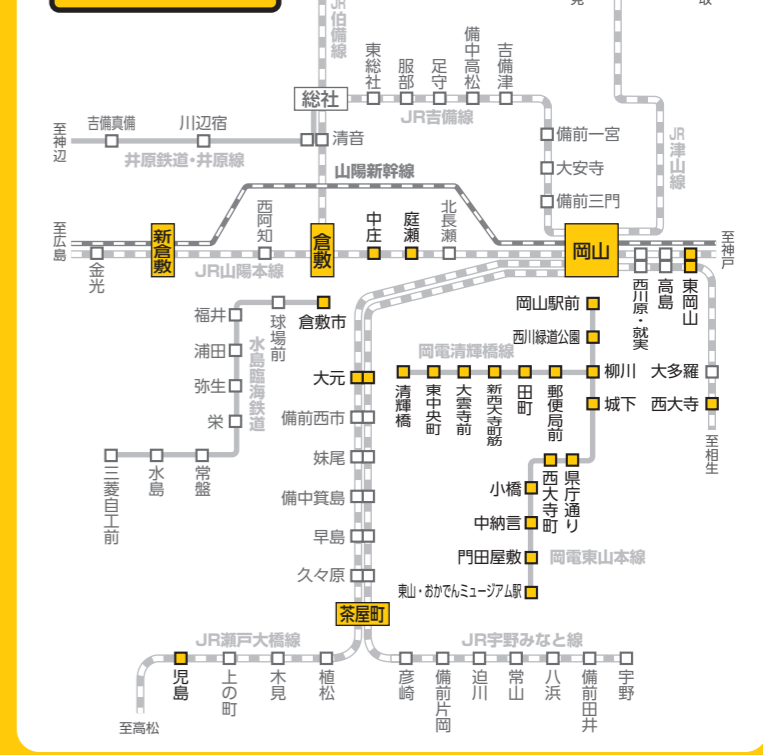 見
取
JR伯備線
東総社
服部
足守
備中高松
吉備津
総社
JR吉備線
至神辺
吉備真備
川辺宿
清音
井原鉄道・井原線
備前一宮
大安寺
備前三門
JR津山線
山陽新幹線
至広島
金光
新倉敷
西阿知
倉敷
中庄
庭瀬
北長瀬
岡山
至神戸
JR山陽本線
西川原・就実
高島
東岡山
福井
球場前
倉敷市
浦田
弥生
栄
水島臨海鉄道
三菱自工前
水島
常盤
岡山駅前
西川緑道公園
岡電清輝橋線
柳川
大多羅
城下
西大寺
至相生
清輝橋
東中央町
大雲寺前
新西大寺町筋
田町
郵便局前
大元
備前西市
妹尾
備中箕島
早島
久々原
西大寺町
県庁通り
小橋
中納言
門田屋敷
岡電東山本線
東山・おかでんミュージアム駅
茶屋町
JR瀬戸大橋線
JR宇野みなと線
児島
上の町
木見
植松
彦崎
備前片岡
迫川
常山
八浜
備前田井
宇野
至高松